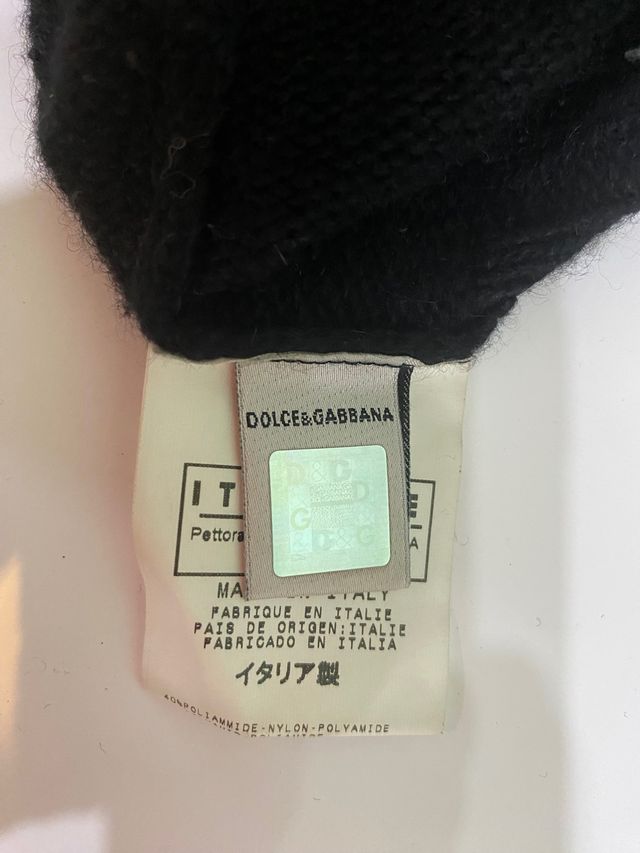 DOLCE&GABBANA
D&G
D
G
&D&G
IT E
Pettora A
MA N ITALY
FABRIQUE EN ITALIE
PAIS DE ORIGEN:ITALIE
FABRICADO EN ITALIA
イタリア製
40%POLIAMMIDE-NYLON-POLYAMIDE